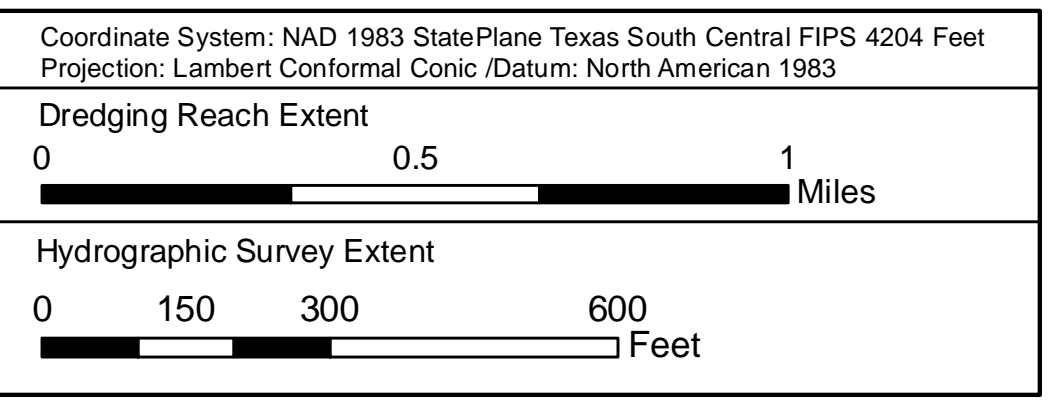 Coordinate System: NAD 1983 StatePlane Texas South Central FIPS 4204 Feet
Projection: Lambert Conformal Conic /Datum: North American 1983
Dredging Reach Extent
0 0.5 1
Miles
Hydrographic Survey Extent
0 150 300 600
Feet